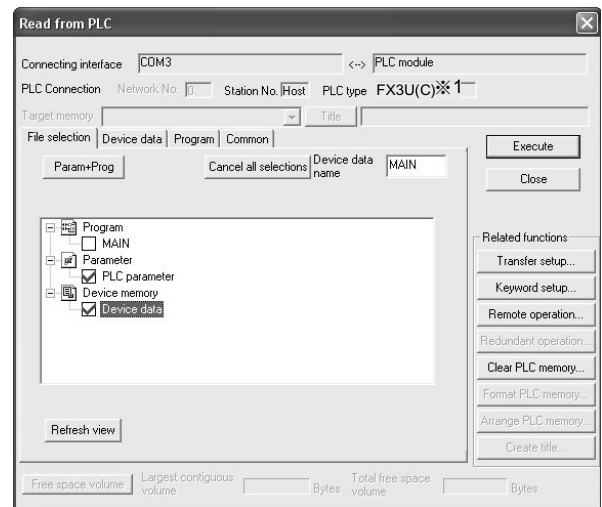 Read from PLC
Connecting interface COM3 <--> PLC module
PLC Connection Network No. 0 Station No. Host PLC type FX3U(C)※1
Target memory Title
File selection Device data Program Common
Execute
Param+Prog Cancel all selections Device data name MAIN
Close
Program
MAIN
Parameter
PLC parameter
Device memory
Device data
Related functions
Transfer setup...
Keyword setup...
Remote operation...
Redundant operation...
Clear PLC memory...
Format PLC memory...
Arrange PLC memory...
Create title...
Refresh view
Free space volume Largest contiguous volume Bytes Total free space volume Bytes